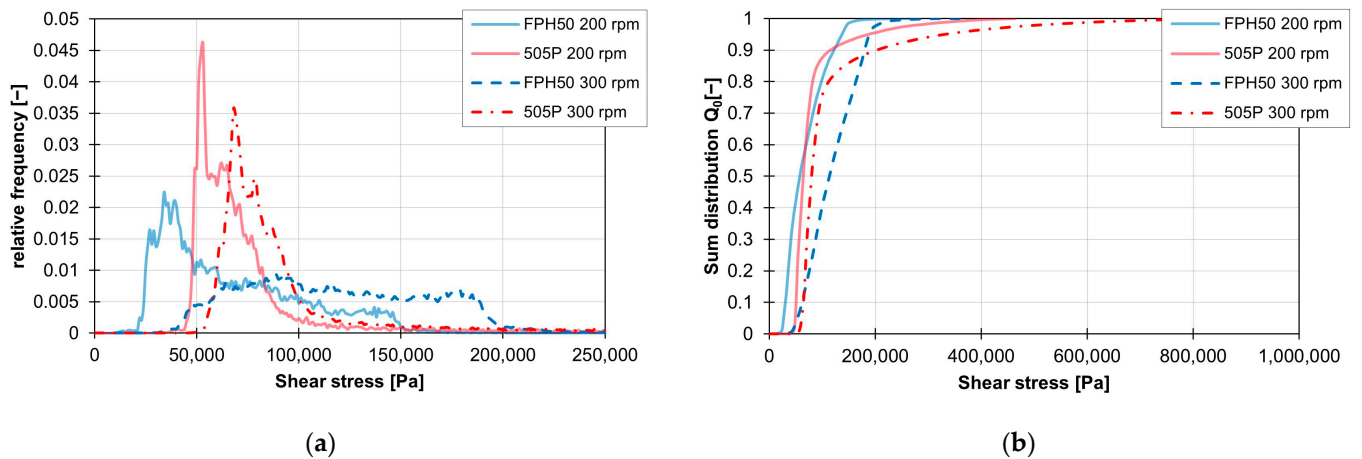 0.05
0.045
0.04
0.035
0.03
0.025
0.02
0.015
0.01
0.005
0
relative frequency [−]
0 50,000 100,000 150,000 200,000 250,000
Shear stress [Pa]
FPH50 200 rpm
505P 200 rpm
FPH50 300 rpm
505P 300 rpm
(a)
1
0.9
0.8
0.7
0.6
0.5
0.4
0.3
0.2
0.1
0
Sum distribution Q₀[−]
0 200,000 400,000 600,000 800,000 1,000,000
Shear stress [Pa]
FPH50 200 rpm
505P 200 rpm
FPH50 300 rpm
505P 300 rpm
(b)